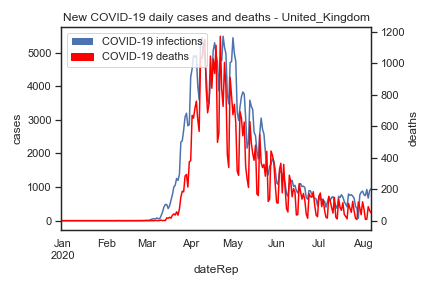 New COVID-19 daily cases and deaths - United_Kingdom
COVID-19 infections
COVID-19 deaths
5000
4000
3000
2000
1000
0
cases
1200
1000
800
600
400
200
0
deaths
Jan Feb Mar Apr May Jun Jul Aug
2020
dateRep